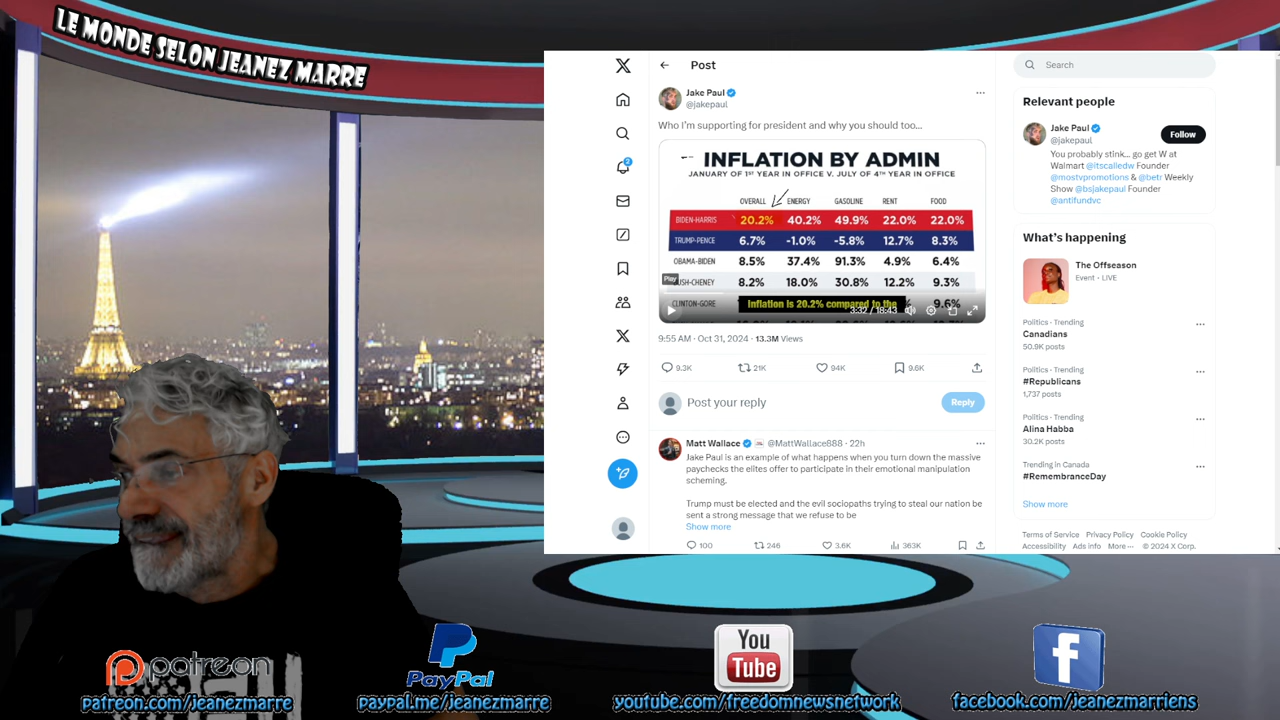 LE MONDE SELON JEANEZ MARRE
Post
Search
Jake Paul
@jakepaul
Who I'm supporting for president and why you should too...
INFLATION BY ADMIN
JANUARY OF 1ST YEAR IN OFFICE V. JULY OF 4TH YEAR IN OFFICE
OVERALL ENERGY GASOLINE RENT FOOD
BIDEN-HARRIS 20.2% 40.2% 49.9% 22.0% 22.0%
TRUMP-PENCE 6.7% -1.0% -5.8% 12.7% 8.3%
OBAMA-BIDEN 8.5% 37.4% 91.3% 4.9% 6.4%
Play
USH-CHENEY 8.2% 18.0% 30.8% 12.2% 9.3%
CLINTON-GORE 9.6%
Inflation is 20.2% compared to the
3:32 / 18:43
9:55 AM · Oct 31, 2024 · 13.3M Views
9.3K 21K 94K 9.6K
Post your reply
Reply
Matt Wallace @MattWallace888 · 22h
Jake Paul is an example of what happens when you turn down the massive
paychecks the elites offer to participate in their emotional manipulation
scheming.
Trump must be elected and the evil sociopaths trying to steal our nation be
sent a strong message that we refuse to be
Show more
100 246 3.6K 363K
Relevant people
Jake Paul
@jakepaul
Follow
You probably stink... go get W at
Walmart @itscalledw Founder
@mostvpromotions & @betr Weekly
Show @bsjakepaul Founder
@antifundvc
What's happening
The Offseason
Event · LIVE
Politics · Trending
Canadians
50.9K posts
Politics · Trending
#Republicans
1,737 posts
Politics · Trending
Alina Habba
30.2K posts
Trending in Canada
#RemembranceDay
Show more
Terms of Service Privacy Policy Cookie Policy
Accessibility Ads info More ··· © 2024 X Corp.
patreon
patreon.com/jeanezmarre
PayPal
paypal.me/jeanezmarre
You
Tube
youtube.com/freedomnewsnetwork
facebook.com/jeanezmarriens